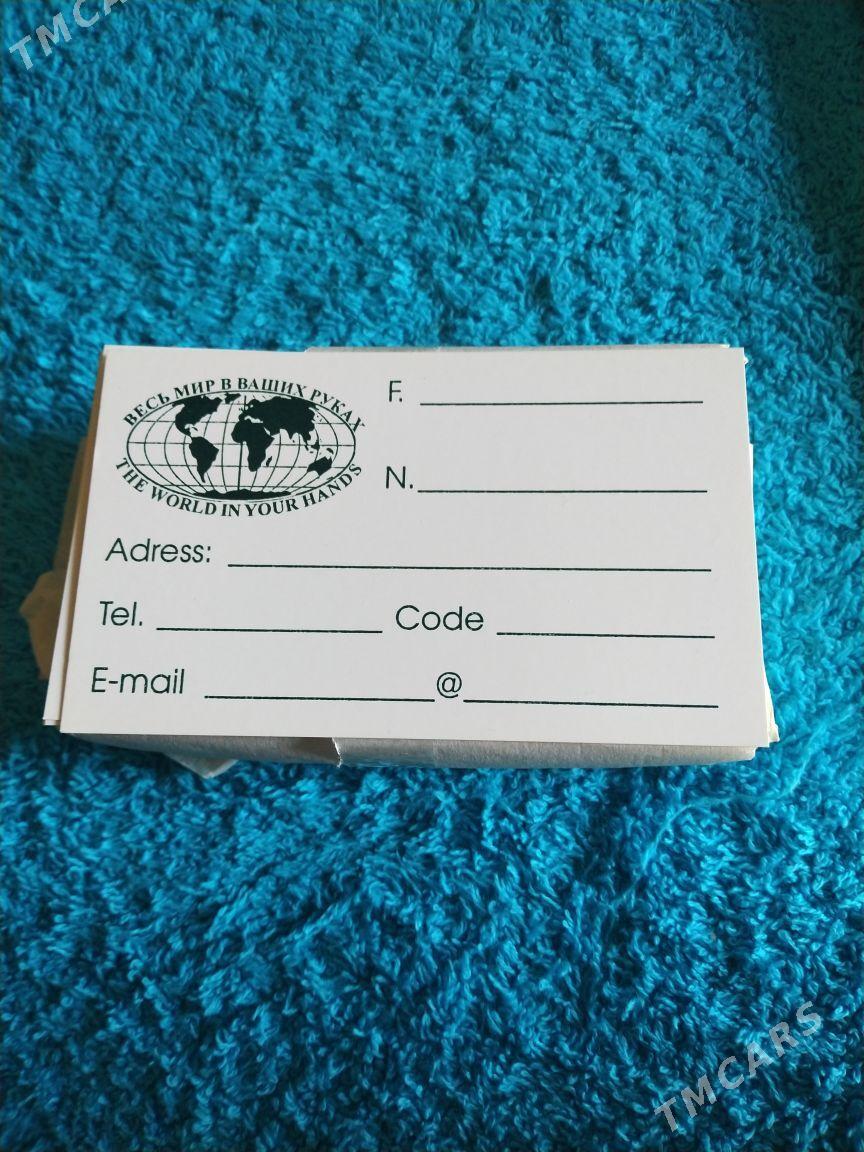 TMCARS
ВЕСЬ МИР В ВАШИХ РУКАХ
THE WORLD IN YOUR HANDS
F.
N.
Adress:
Tel. Code
E-mail @
TMCARS